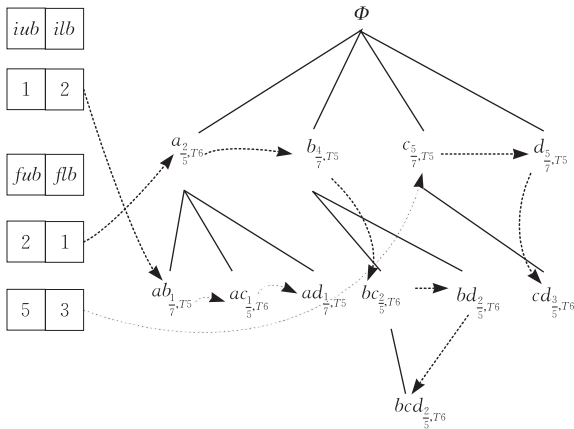 Φ
iub ilb
1 2
a 2/5,T6 b 4/7,T5 c 5/7,T5 d 5/7,T5
fub flb
2 1
ab 1/7,T5 ac 1/5,T6 ad 1/7,T5 bc 2/5,T6 bd 2/5,T6 cd 3/5,T6
5 3
bcd 2/5,T6